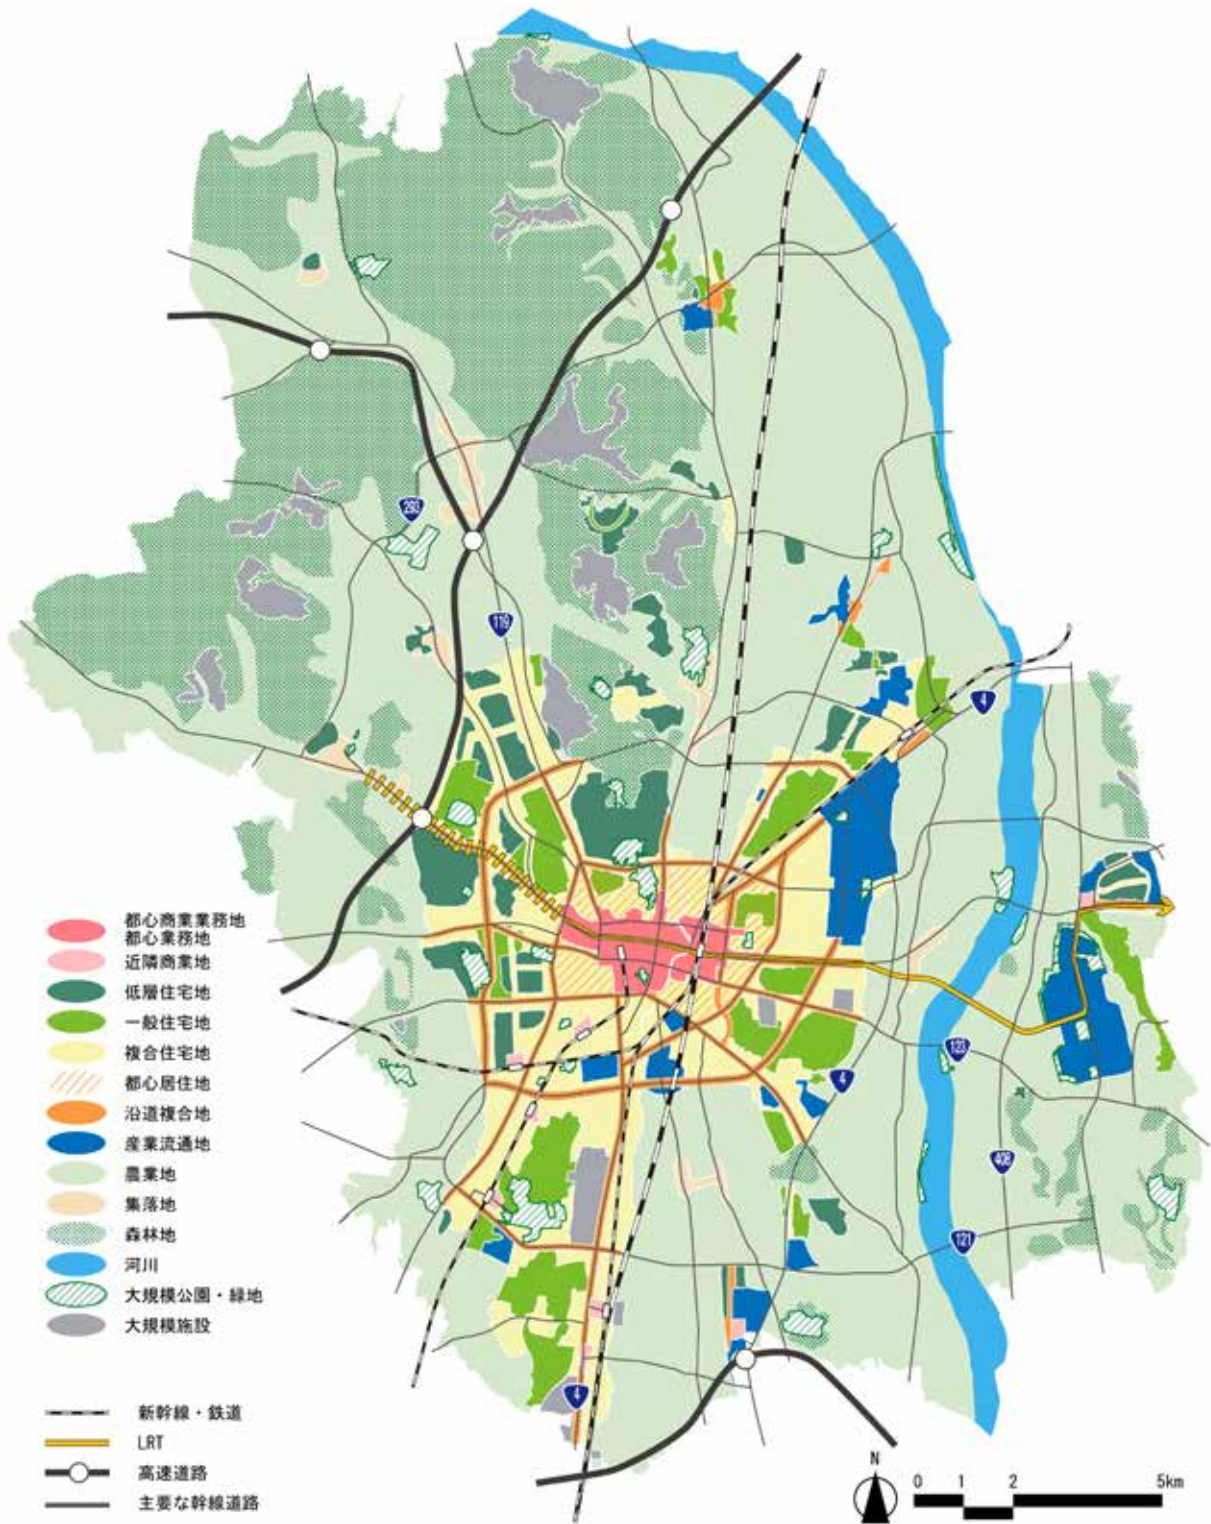 293
119
4
都心商業業務地
都心業務地
近隣商業地
低層住宅地
一般住宅地
複合住宅地
都心居住地
沿道複合地
産業流通地
農業地
集落地
森林地
河川
大規模公園・緑地
大規模施設
123
4
408
121
4
新幹線・鉄道
LRT
高速道路
主要な幹線道路
N
0 1 2 5km